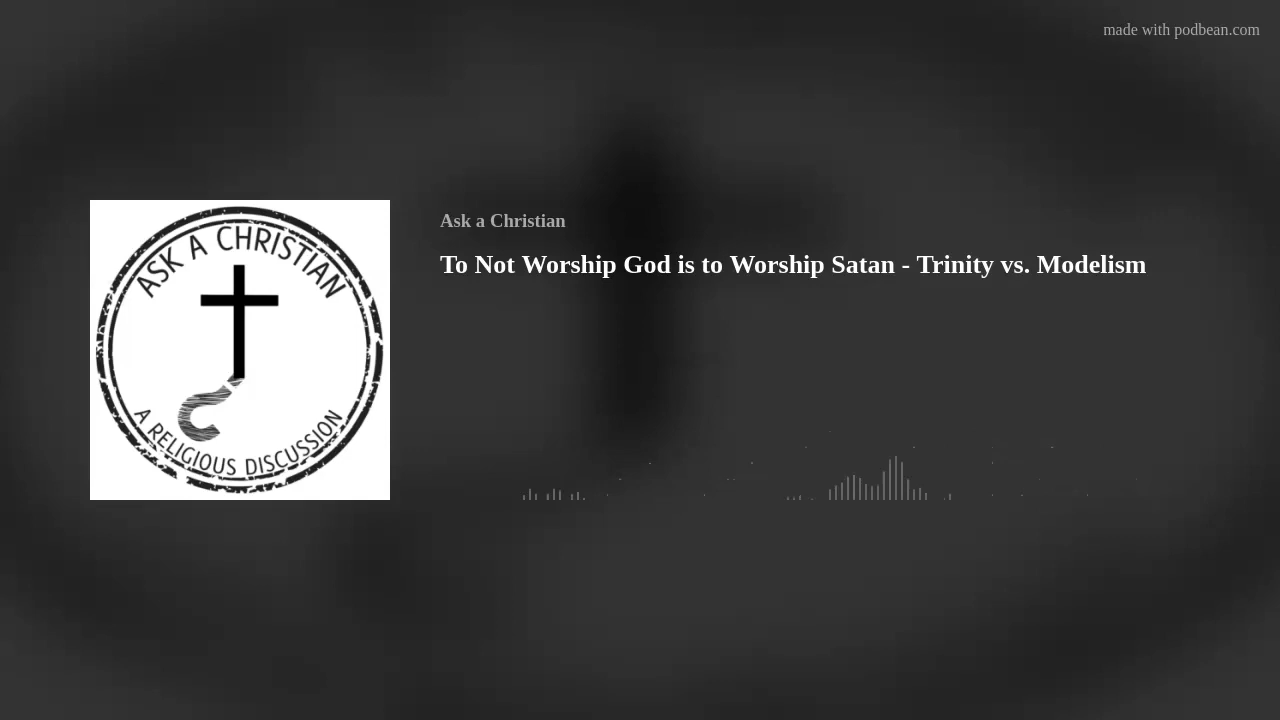 made with podbean.com
ASK A CHRISTIAN
A RELIGIOUS DISCUSSION
Ask a Christian
To Not Worship God is to Worship Satan - Trinity vs. Modelism